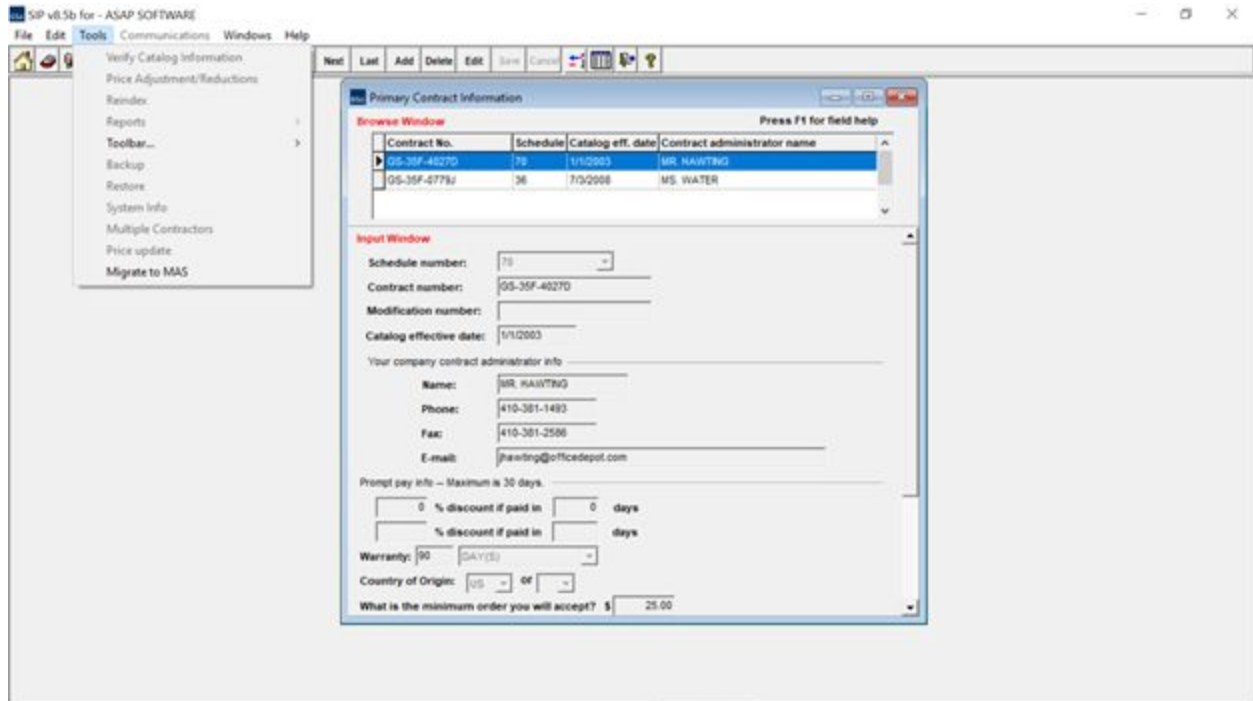 SIP v8.5b for - ASAP SOFTWARE
File Edit Tools Communications Windows Help
Next Last Add Delete Edit Save Cancel
Verify Catalog Information
Price Adjustment/Reductions
Reindex
Reports
Toolbar...
Backup
Restore
System Info
Multiple Contractors
Price update
Migrate to MAS
Primary Contract Information
Browse Window Press F1 for field help
Contract No. Schedule Catalog eff. date Contract administrator name
GS-35F-4027D 70 1/1/2003 MR. HAWTING
GS-35F-0779J 36 7/3/2008 MS. WATER
Input Window
Schedule number: 70
Contract number: GS-35F-4027D
Modification number:
Catalog effective date: 1/1/2003
Your company contract administrator info
Name: MR. HAWTING
Phone: 410-381-1493
Fax: 410-381-2586
E-mail: jhawting@officedepot.com
Prompt pay info -- Maximum is 30 days.
0 % discount if paid in 0 days
% discount if paid in days
Warranty: 90 DAY(S)
Country of Origin: US or
What is the minimum order you will accept? $ 25.00